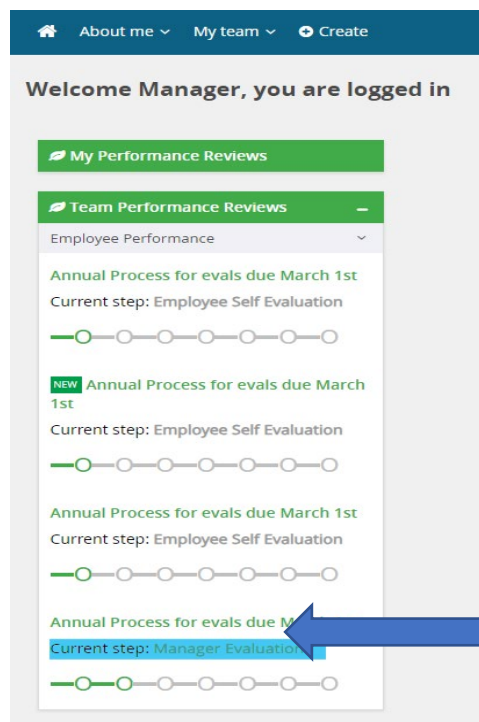 About me My team Create
Welcome Manager, you are logged in
My Performance Reviews
Team Performance Reviews
Employee Performance
Annual Process for evals due March 1st
Current step: Employee Self Evaluation
NEW Annual Process for evals due March
1st
Current step: Employee Self Evaluation
Annual Process for evals due March 1st
Current step: Employee Self Evaluation
Annual Process for evals due
Current step: Manager Evaluation